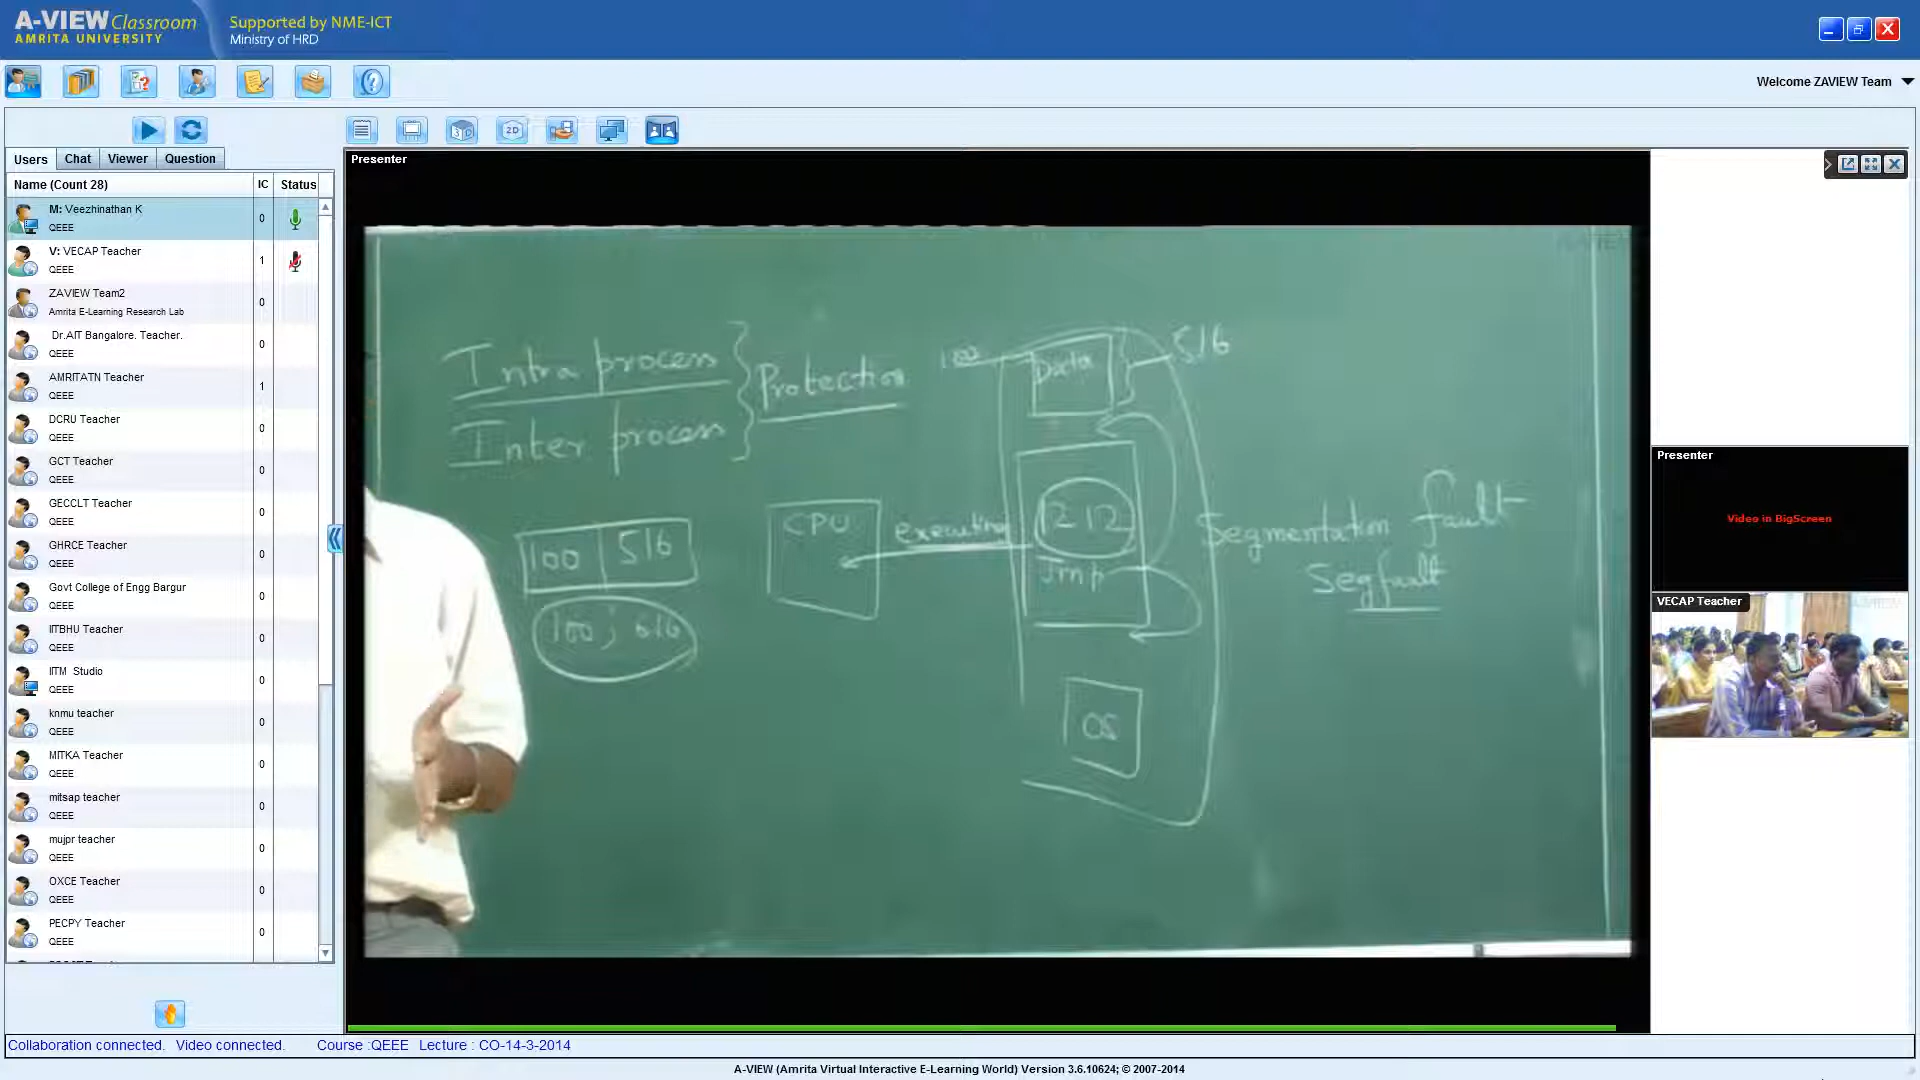 A-VIEW Classroom
AMRITA UNIVERSITY
Supported by NME-ICT
Ministry of HRD
Welcome ZAVIEW Team
Users Chat Viewer Question
Name (Count 28) IC Status
M: Veezhinathan K
QEEE
0
V: VECAP Teacher
QEEE
1
ZAVIEW Team2
Amrita E-Learning Research Lab
0
Dr.AIT Bangalore. Teacher.
QEEE
0
AMRITATN Teacher
QEEE
1
DCRU Teacher
QEEE
0
GCT Teacher
QEEE
0
GECCLT Teacher
QEEE
0
GHRCE Teacher
QEEE
0
Govt College of Engg Bargur
QEEE
0
IITBHU Teacher
QEEE
0
IITM Studio
QEEE
0
knmu teacher
QEEE
0
MITKA Teacher
QEEE
0
mitsap teacher
QEEE
0
mujpr teacher
QEEE
0
OXCE Teacher
QEEE
0
PECPY Teacher
QEEE
0
Presenter
Intra process
Inter process
Protection
100
Data
516
100 516
100, 616
CPU
executing
1212
Jmp
OS
Segmentation fault
Segfault
Presenter
Video in BigScreen
VECAP Teacher
Collaboration connected. Video connected. Course :QEEE Lecture : CO-14-3-2014
A-VIEW (Amrita Virtual Interactive E-Learning World) Version 3.6.10624; © 2007-2014